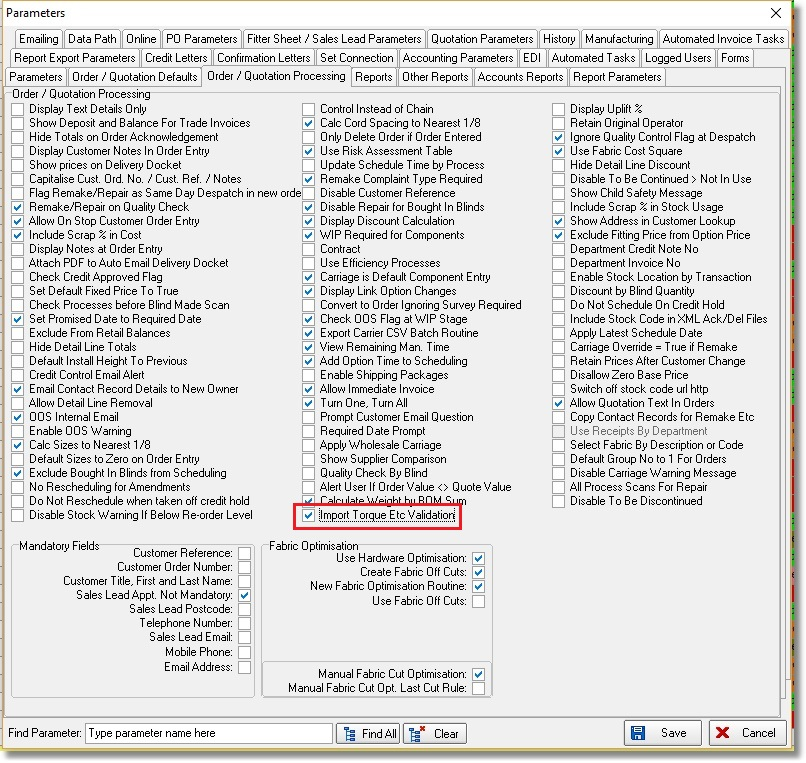 Parameters
Emailing
Data Path
Online
PO Parameters
Fitter Sheet / Sales Lead Parameters
Quotation Parameters
History
Manufacturing
Automated Invoice Tasks
Report Export Parameters
Credit Letters
Confirmation Letters
Set Connection
Accounting Parameters
EDI
Automated Tasks
Logged Users
Forms
Parameters
Order / Quotation Defaults
Order / Quotation Processing
Reports
Other Reports
Accounts Reports
Report Parameters
Order / Quotation Processing
Display Text Details Only
Show Deposit and Balance For Trade Invoices
Hide Totals on Order Acknowledgement
Display Customer Notes In Order Entry
Show prices on Delivery Docket
Capitalise Cust. Ord. No. / Cust. Ref. / Notes
Flag Remake/Repair as Same Day Despatch in new orde
Remake/Repair on Quality Check
Allow On Stop Customer Order Entry
Include Scrap % in Cost
Display Notes at Order Entry
Attach PDF to Auto Email Delivery Docket
Check Credit Approved Flag
Set Default Fixed Price To True
Check Processes before Blind Made Scan
Set Promised Date to Required Date
Exclude From Retail Balances
Hide Detail Line Totals
Default Install Height To Previous
Credit Control Email Alert
Email Contact Record Details to New Owner
Allow Detail Line Removal
OOS Internal Email
Enable OOS Warning
Calc Sizes to Nearest 1/8
Default Sizes to Zero on Order Entry
Exclude Bought In Blinds from Scheduling
No Rescheduling for Amendments
Do Not Reschedule when taken off credit hold
Disable Stock Warning If Below Re-order Level
Control Instead of Chain
Calc Cord Spacing to Nearest 1/8
Only Delete Order if Order Entered
Use Risk Assessment Table
Update Schedule Time by Process
Remake Complaint Type Required
Disable Customer Reference
Disable Repair for Bought In Blinds
Display Discount Calculation
WIP Required for Components
Contract
Use Efficiency Processes
Carriage is Default Component Entry
Display Link Option Changes
Convert to Order Ignoring Survey Required
Check OOS Flag at WIP Stage
Export Carrier CSV Batch Routine
View Remaining Man. Time
Add Option Time to Scheduling
Enable Shipping Packages
Allow Immediate Invoice
Turn One, Turn All
Prompt Customer Email Question
Required Date Prompt
Apply Wholesale Carriage
Show Supplier Comparison
Quality Check By Blind
Alert User If Order Value <> Quote Value
Calculate Weight by BOM Sum
Import Torque Etc Validation
Display Uplift %
Retain Original Operator
Ignore Quality Control Flag at Despatch
Use Fabric Cost Square
Hide Detail Line Discount
Disable To Be Continued > Not In Use
Show Child Safety Message
Include Scrap % in Stock Usage
Show Address in Customer Lookup
Exclude Fitting Price from Option Price
Department Credit Note No
Department Invoice No
Enable Stock Location by Transaction
Discount by Blind Quantity
Do Not Schedule On Credit Hold
Include Stock Code in XML Ack/Del Files
Apply Latest Schedule Date
Carriage Override = True if Remake
Retain Prices After Customer Change
Disallow Zero Base Price
Switch off stock code url http
Allow Quotation Text In Orders
Copy Contact Records for Remake Etc
Use Receipts By Department
Select Fabric By Description or Code
Default Group No to 1 For Orders
Disable Carriage Warning Message
All Process Scans For Repair
Disable To Be Discontinued
Mandatory Fields
Customer Reference:
Customer Order Number:
Customer Title, First and Last Name:
Sales Lead Appt. Not Mandatory:
Sales Lead Postcode:
Telephone Number:
Sales Lead Email:
Mobile Phone:
Email Address:
Fabric Optimisation
Use Hardware Optimisation:
Create Fabric Off Cuts:
New Fabric Optimisation Routine:
Use Fabric Off Cuts:
Manual Fabric Cut Optimisation:
Manual Fabric Cut Opt. Last Cut Rule:
Find Parameter:
Type parameter name here
Find All
Clear
Save
Cancel